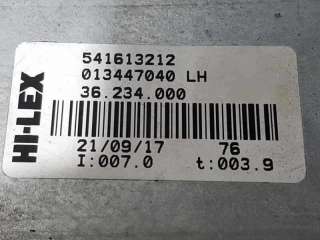 HI-LEX
541613212
013447040 LH
36.234.000
21/09/17 76
I:007.0 t:003.9